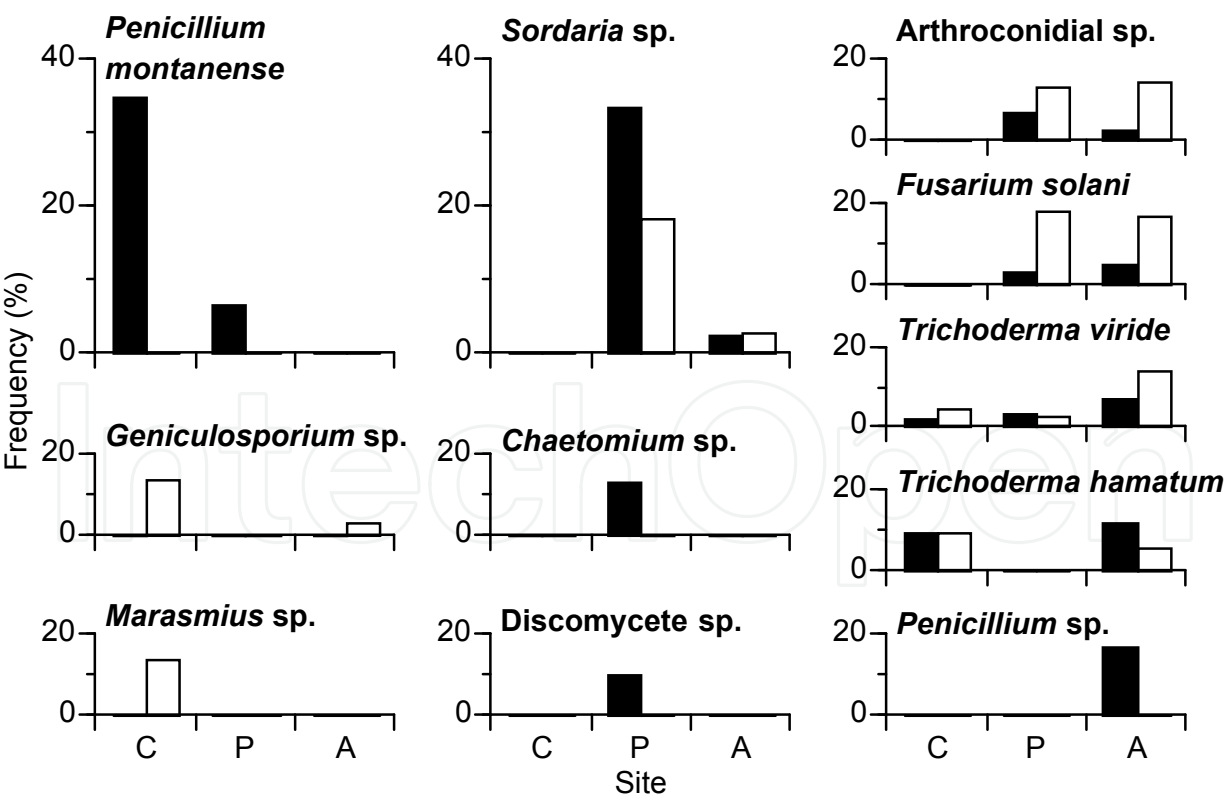 Penicillium
montanense
40
20
0
Sordaria sp.
40
20
0
Arthroconidial sp.
20
0
Fusarium solani
20
0
Trichoderma viride
20
0
Frequency (%)
Geniculosporium sp.
20
0
Chaetomium sp.
20
0
Trichoderma hamatum
20
0
Marasmius sp.
20
0
C P A
Discomycete sp.
20
0
C P A
Penicillium sp.
20
0
C P A
Site
IntechOpen